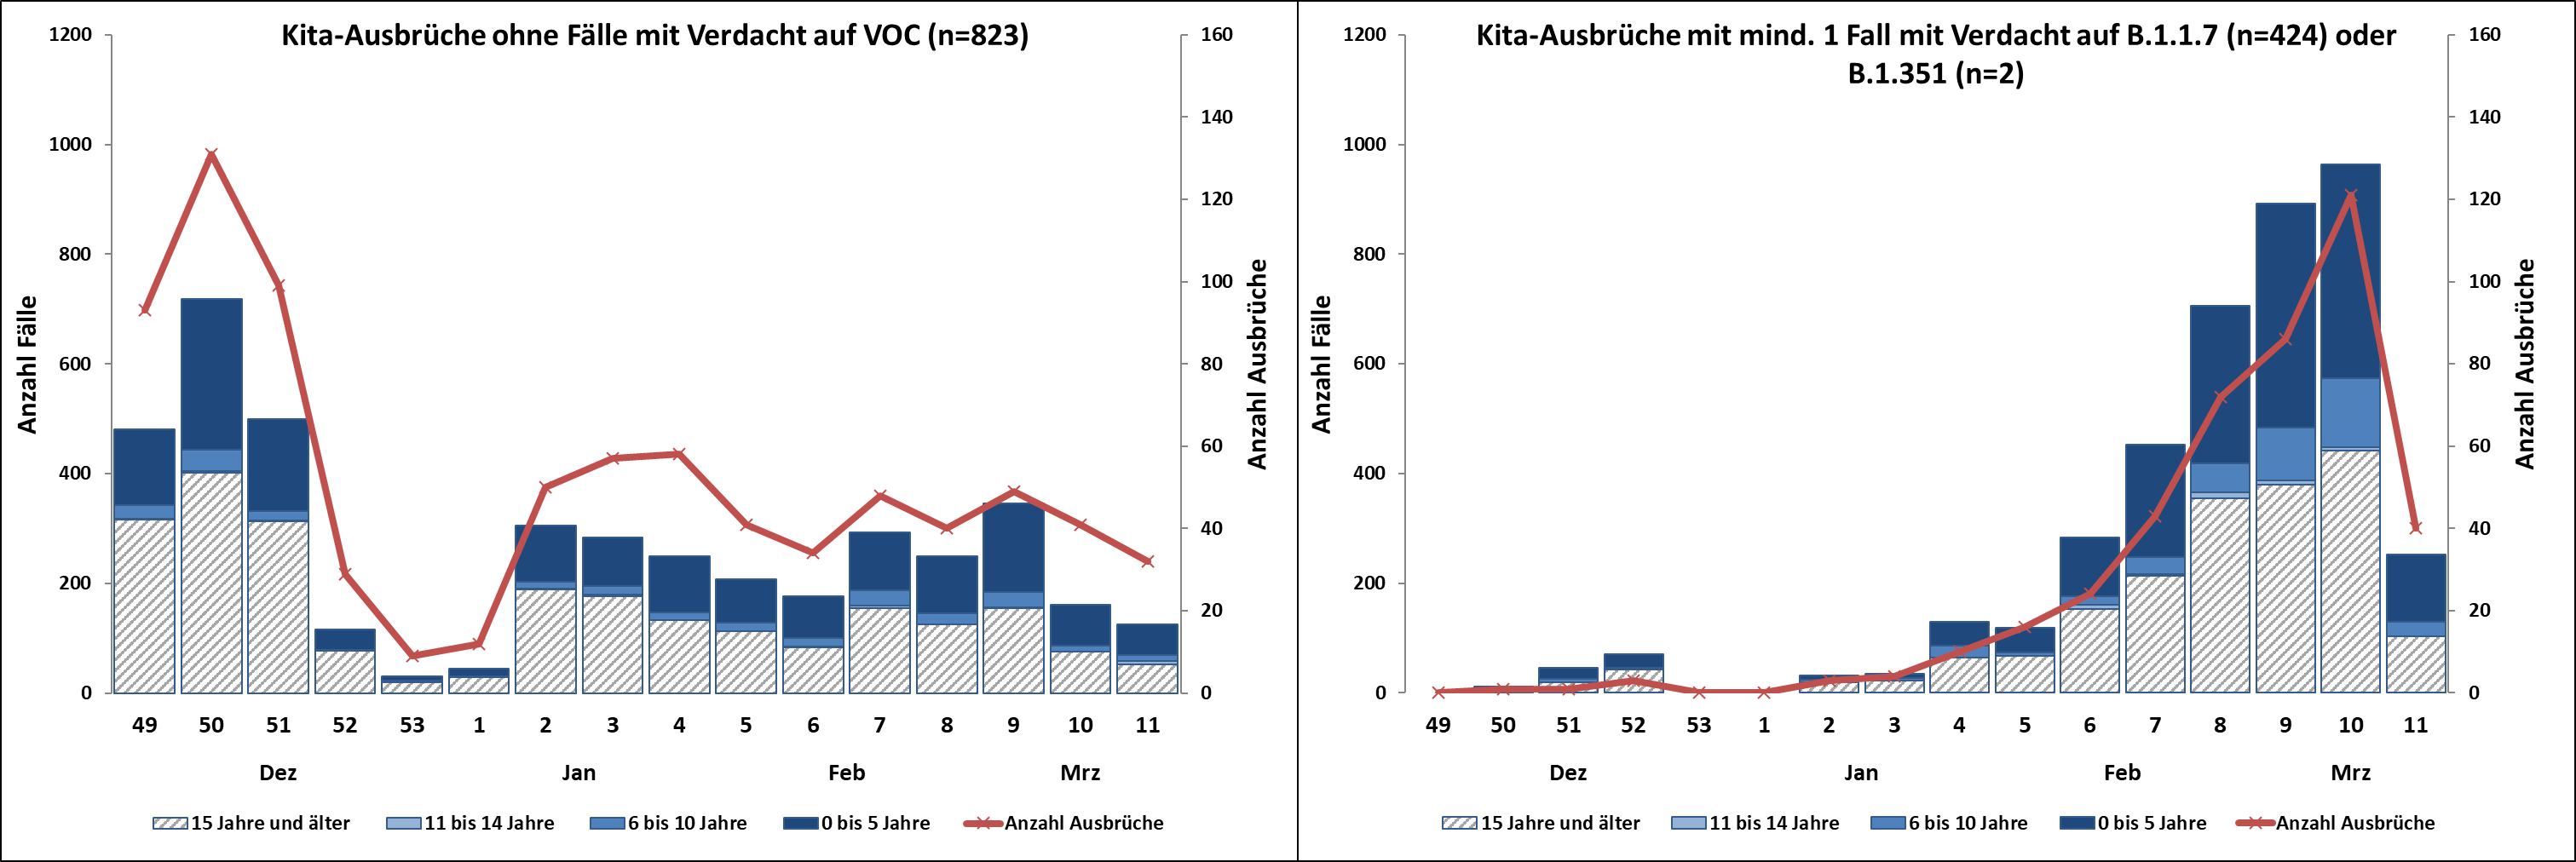 Kita-Ausbrüche ohne Fälle mit Verdacht auf VOC (n=823)
Anzahl Fälle
1200
1000
800
600
400
200
0
160
140
120
100
80
60
40
20
0
Anzahl Ausbrüche
49 50 51 52 53 1 2 3 4 5 6 7 8 9 10 11
Dez Jan Feb Mrz
15 Jahre und älter 11 bis 14 Jahre 6 bis 10 Jahre 0 bis 5 Jahre Anzahl Ausbrüche
Kita-Ausbrüche mit mind. 1 Fall mit Verdacht auf B.1.1.7 (n=424) oder
B.1.351 (n=2)
Anzahl Fälle
1200
1000
800
600
400
200
0
160
140
120
100
80
60
40
20
0
Anzahl Ausbrüche
49 50 51 52 53 1 2 3 4 5 6 7 8 9 10 11
Dez Jan Feb Mrz
15 Jahre und älter 11 bis 14 Jahre 6 bis 10 Jahre 0 bis 5 Jahre Anzahl Ausbrüche